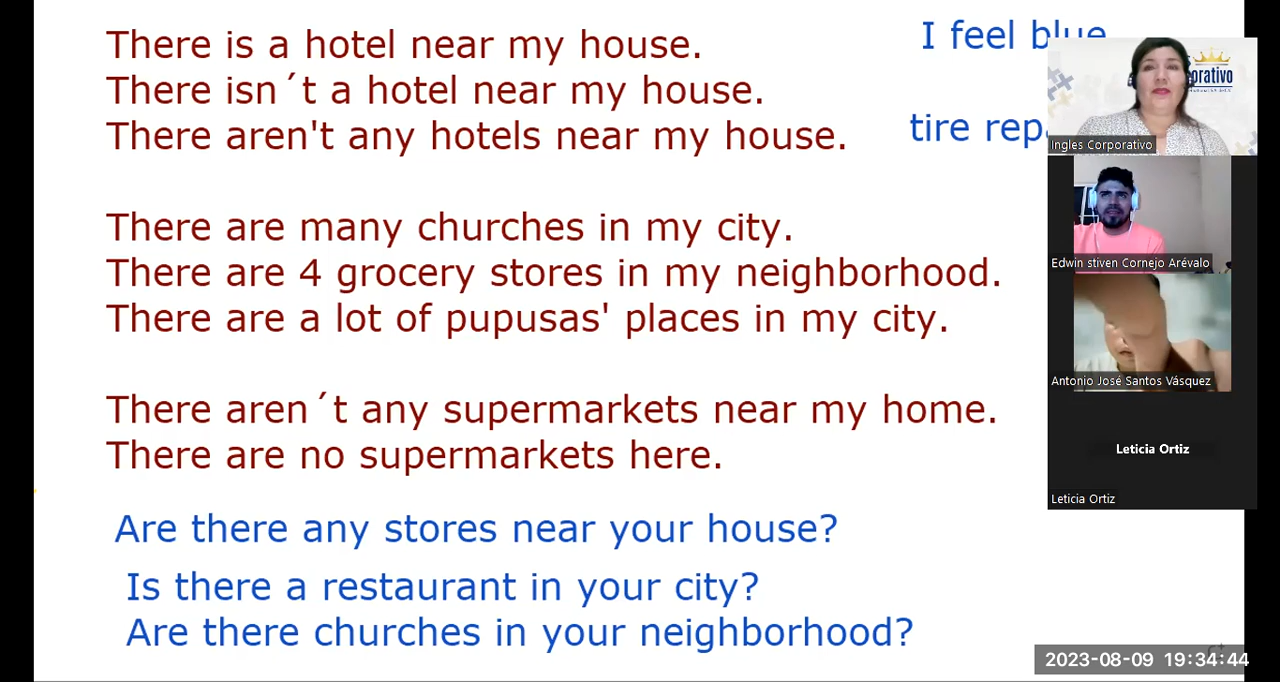 There is a hotel near my house.
There isn´t a hotel near my house.
There aren't any hotels near my house.
There are many churches in my city.
There are 4 grocery stores in my neighborhood.
There are a lot of pupusas' places in my city.
There aren´t any supermarkets near my home.
There are no supermarkets here.
Are there any stores near your house?
Is there a restaurant in your city?
Are there churches in your neighborhood?
I feel blue
tire
Ingles Corporativo
Edwin stiven Cornejo Arévalo
Antonio José Santos Vásquez
Leticia Ortiz
Leticia Ortiz
2023-08-09 19:34:44